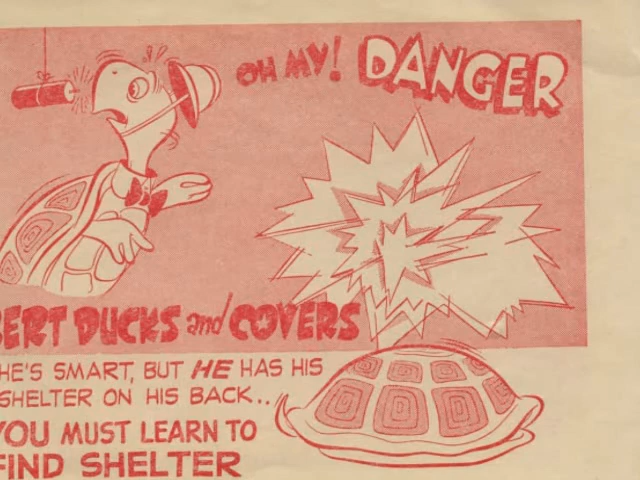 OH MY! DANGER
BERT DUCKS and COVERS
HE'S SMART, BUT HE HAS HIS
SHELTER ON HIS BACK..
YOU MUST LEARN TO
FIND SHELTER